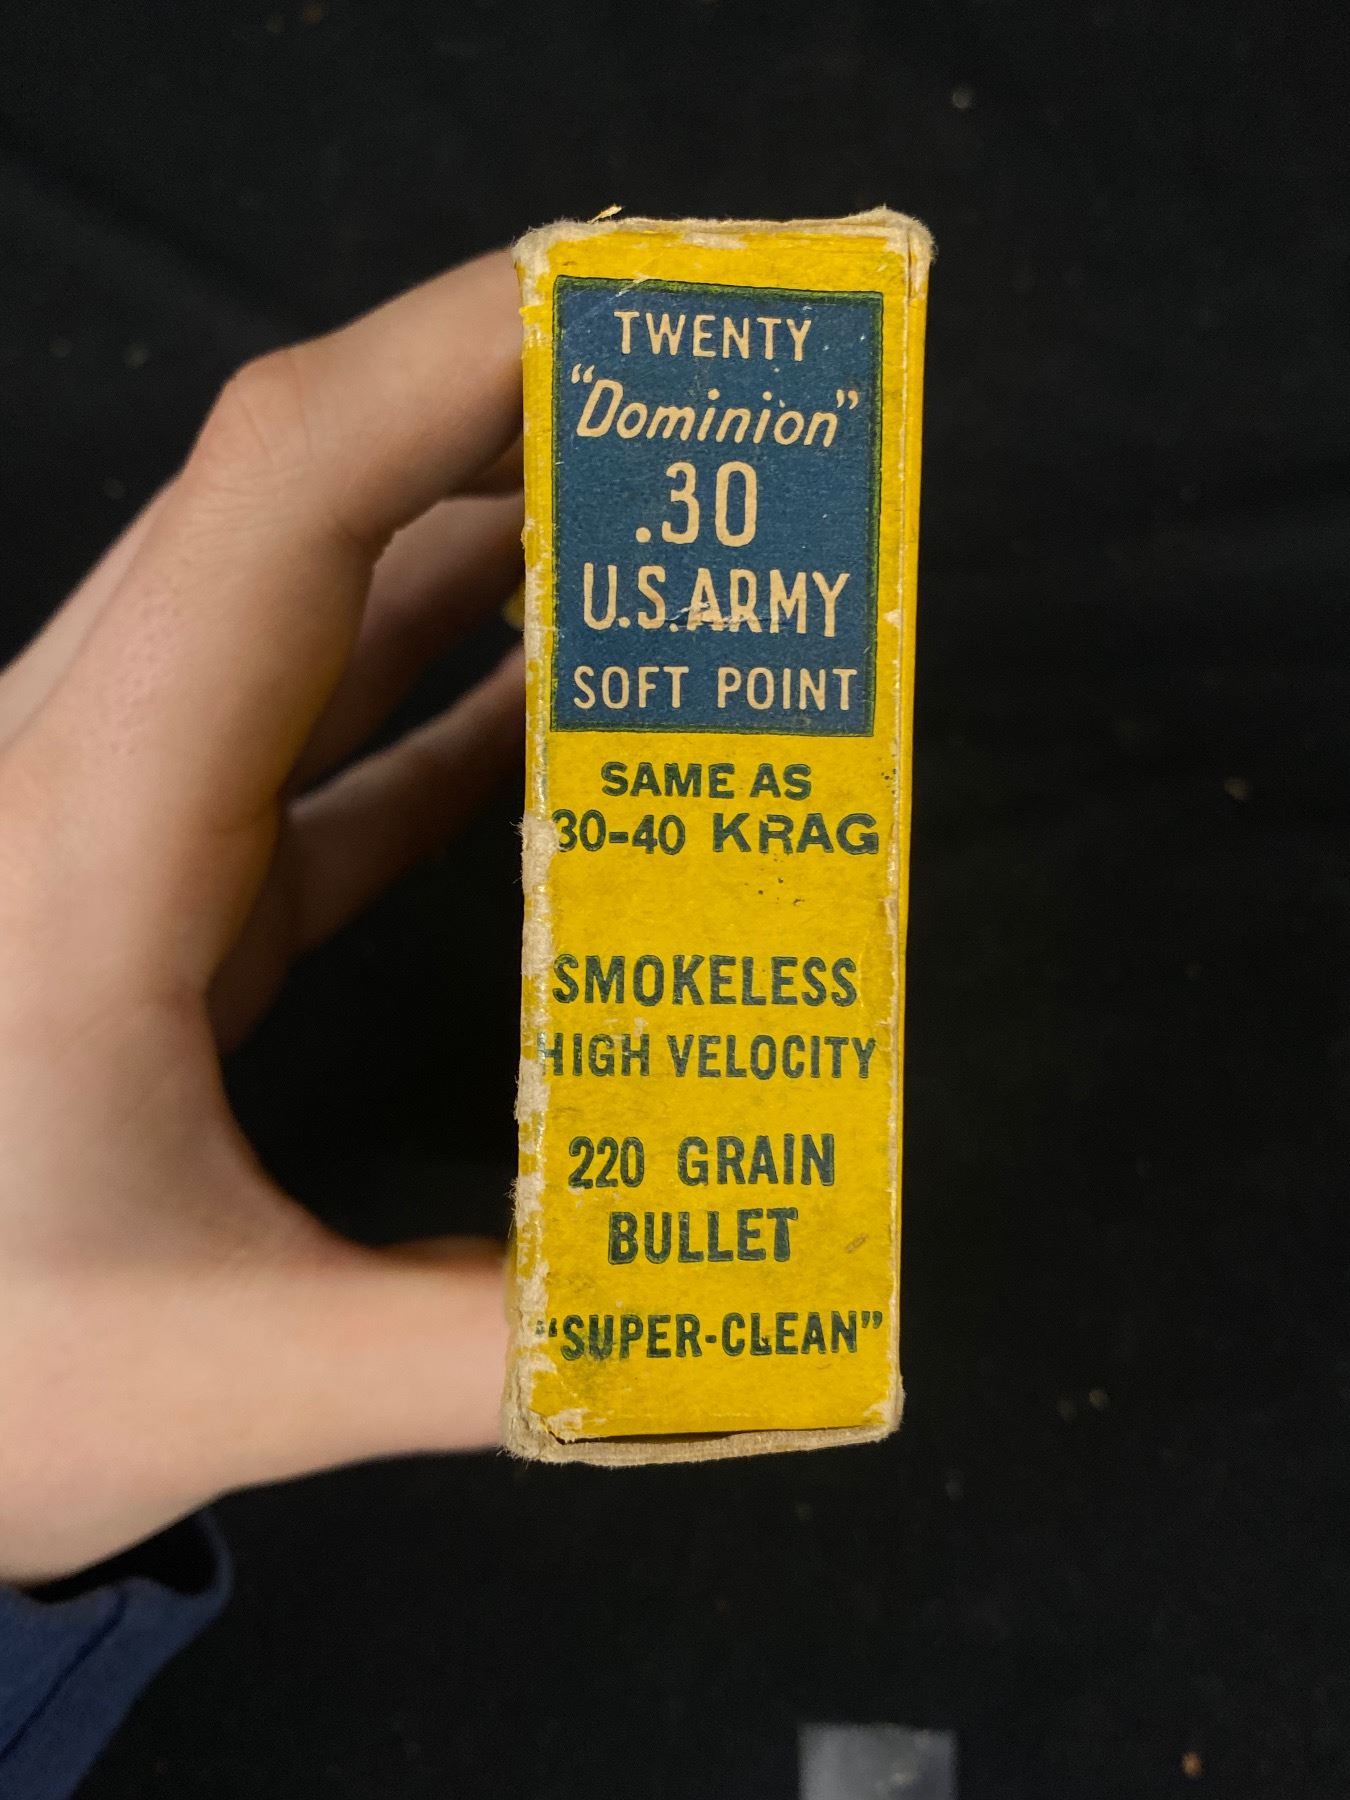 TWENTY
"Dominion"
.30
U.S. ARMY
SOFT POINT
SAME AS
30-40 KRAG
SMOKELESS
HIGH VELOCITY
220 GRAIN
BULLET
"SUPER-CLEAN"